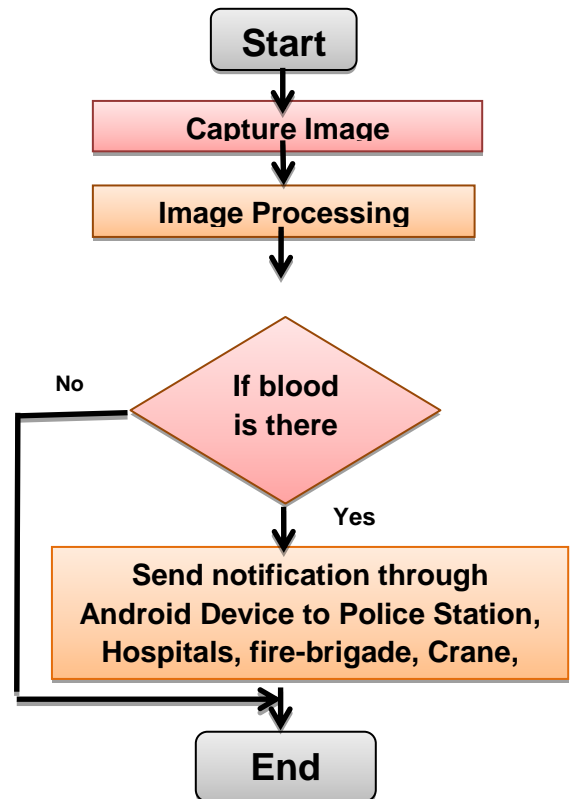 Start
Capture Image
Image Processing
If blood
is there
No
Yes
Send notification through
Android Device to Police Station,
Hospitals, fire-brigade, Crane,
End